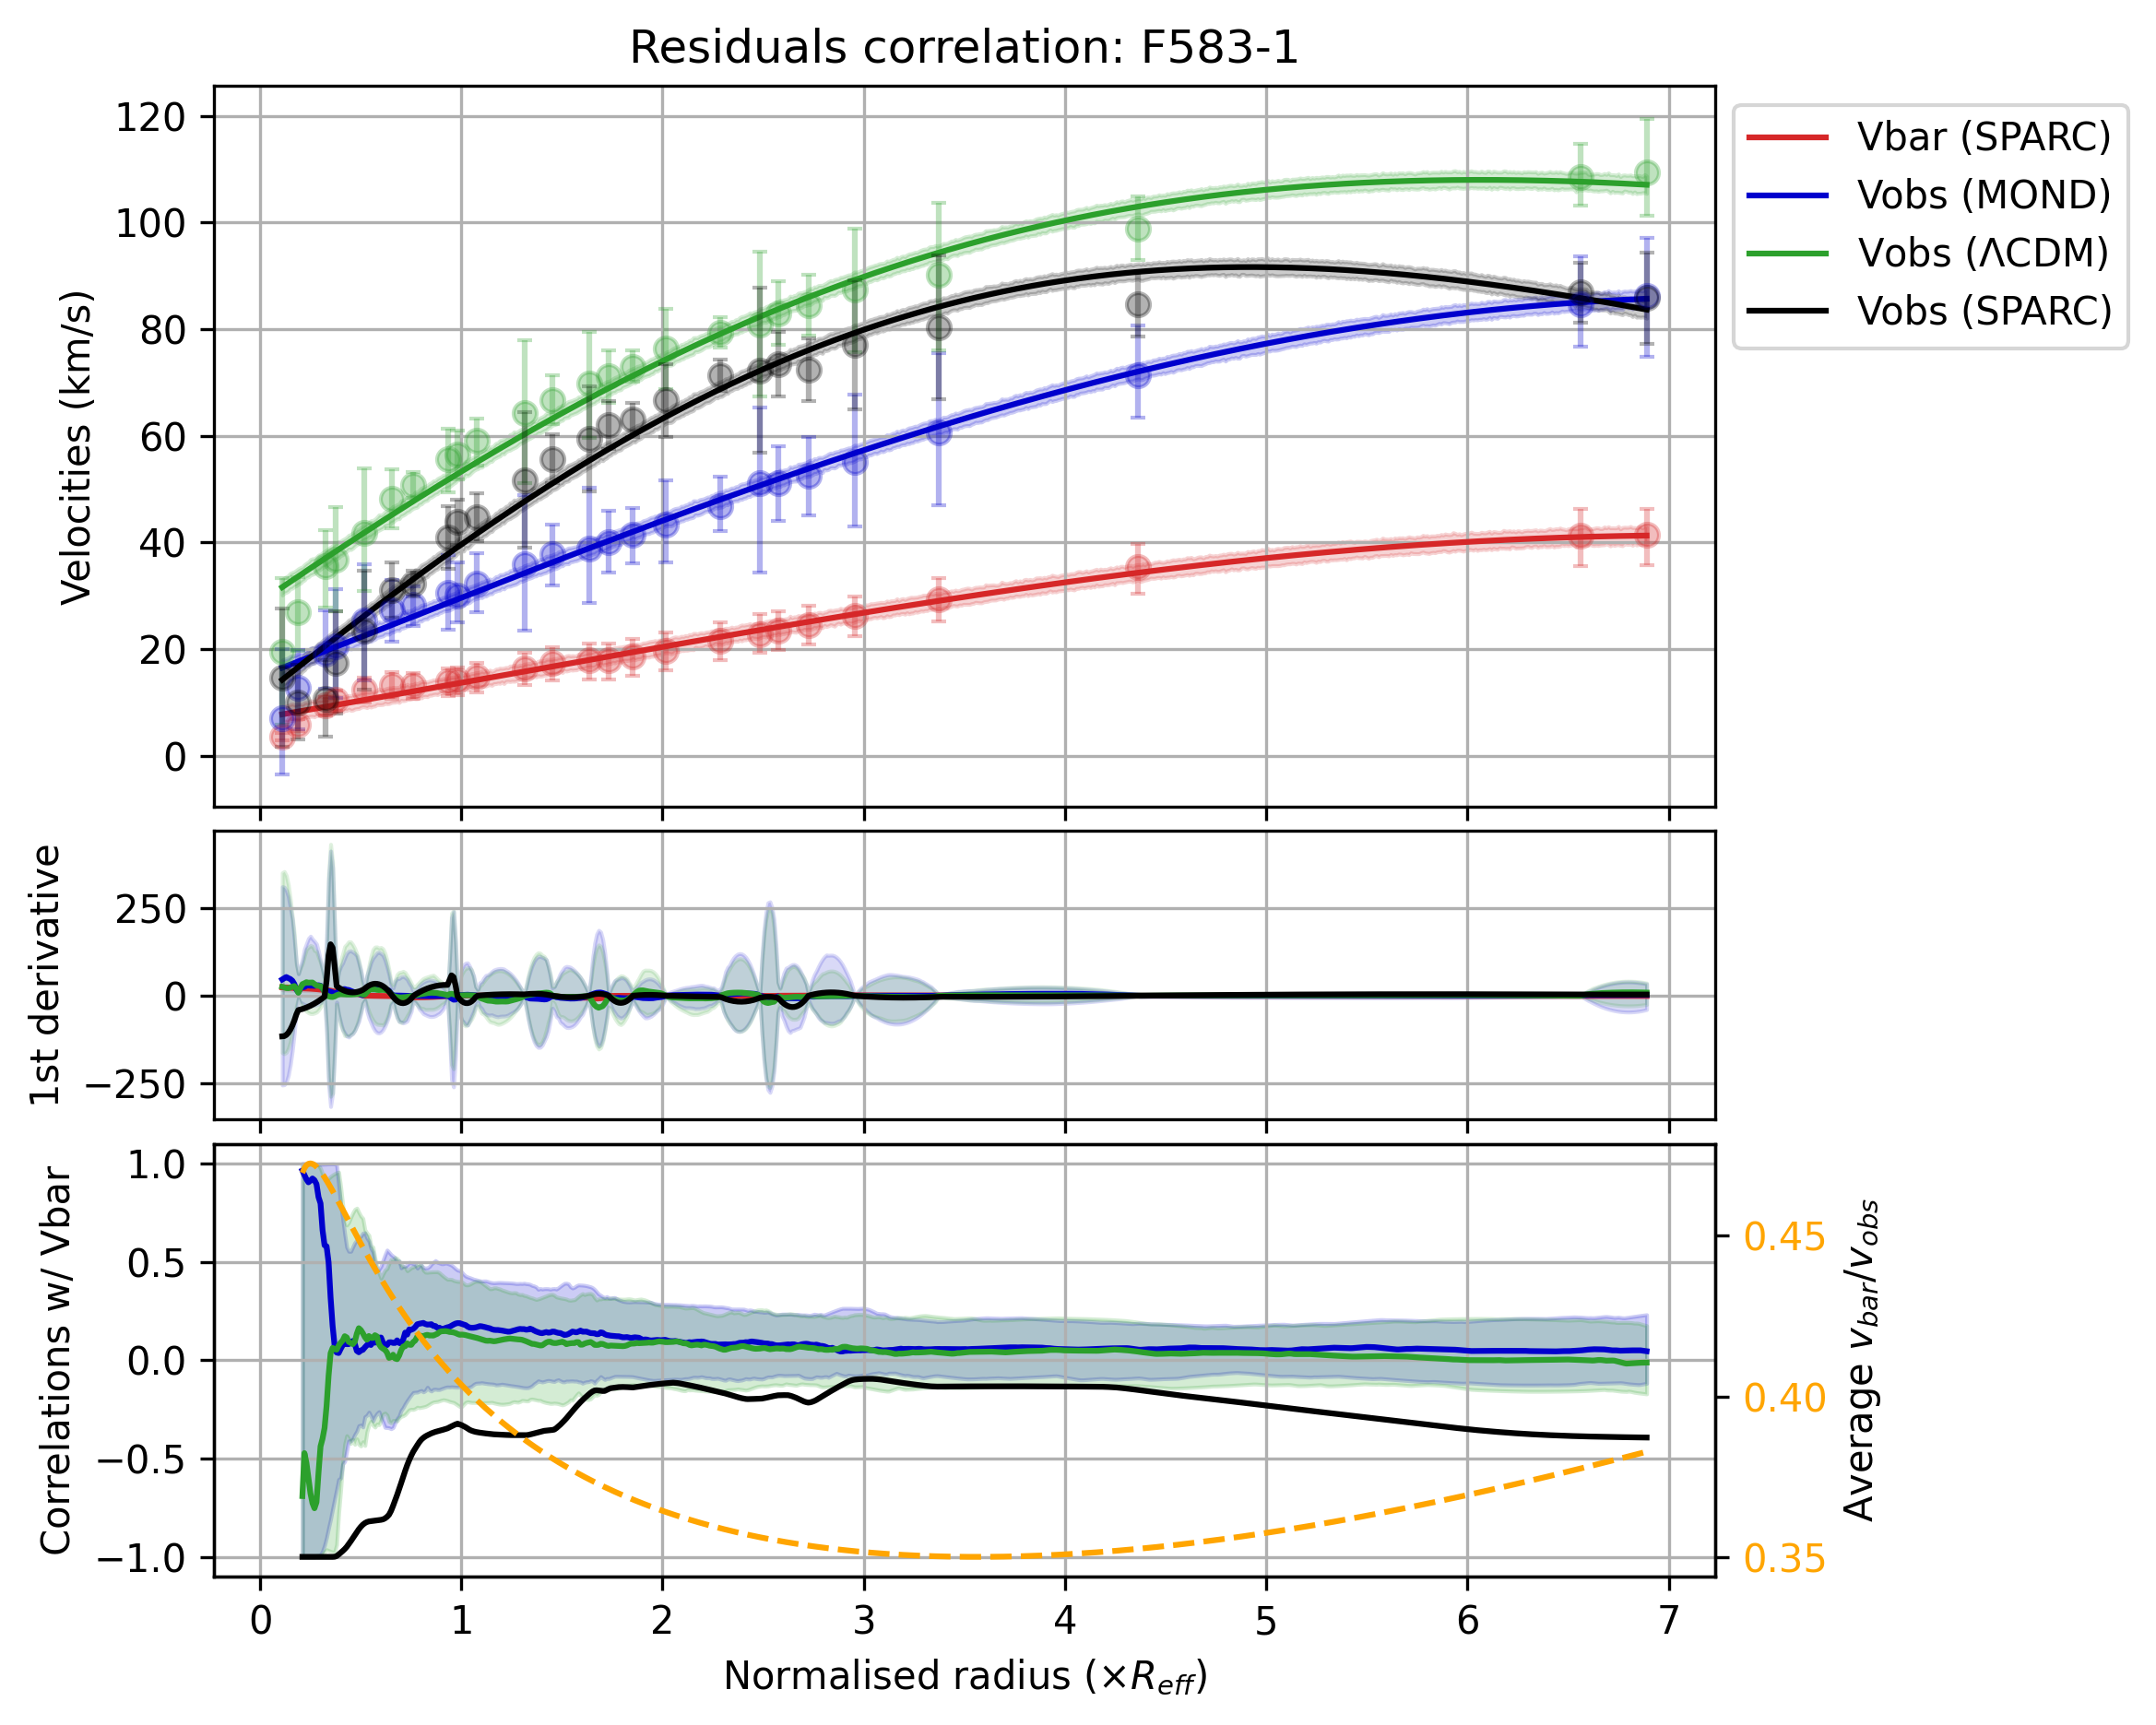 Residuals correlation: F583-1
120
100
80
60
40
20
0
Velocities (km/s)
Vbar (SPARC)
Vobs (MOND)
Vobs (ΛCDM)
Vobs (SPARC)
250
0
−250
1st derivative
1.0
0.5
0.0
−0.5
−1.0
Correlations w/ Vbar
0.45
0.40
0.35
Average v_bar/v_obs
0 1 2 3 4 5 6 7
Normalised radius (×R_eff)